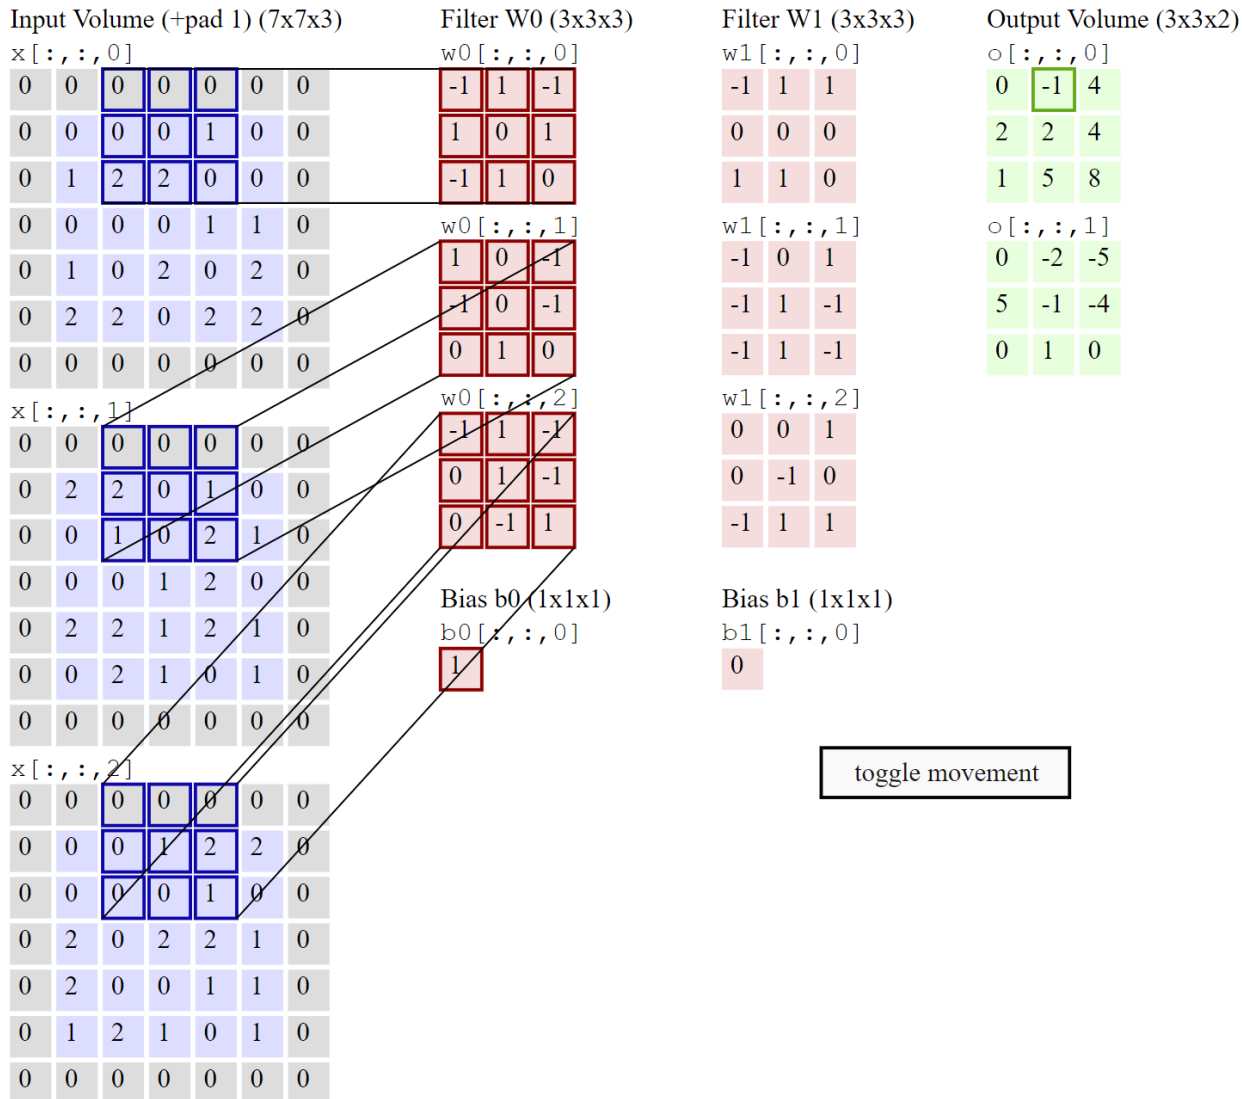 Input Volume (+pad 1) (7x7x3)
x[:,:,0]
0 0 0 0 0 0 0
0 0 0 0 1 0 0
0 1 2 2 0 0 0
0 0 0 0 1 1 0
0 1 0 2 0 2 0
0 2 2 0 2 2 0
0 0 0 0 0 0 0
x[:,:,1]
0 0 0 0 0 0 0
0 2 2 0 1 0 0
0 0 1 0 2 1 0
0 0 0 1 2 0 0
0 2 2 1 2 1 0
0 0 2 1 0 1 0
0 0 0 0 0 0 0
x[:,:,2]
0 0 0 0 0 0 0
0 0 0 1 2 2 0
0 0 0 0 1 0 0
0 2 0 2 2 1 0
0 2 0 0 1 1 0
0 1 2 1 0 1 0
0 0 0 0 0 0 0
Filter W0 (3x3x3)
w0[:,:,0]
-1 1 -1
1 0 1
-1 1 0
w0[:,:,1]
1 0 -1
-1 0 -1
0 1 0
w0[:,:,2]
-1 1 -1
0 1 -1
0 -1 1
Bias b0 (1x1x1)
b0[:,:,0]
1
Filter W1 (3x3x3)
w1[:,:,0]
-1 1 1
0 0 0
1 1 0
w1[:,:,1]
-1 0 1
-1 1 -1
-1 1 -1
w1[:,:,2]
0 0 1
0 -1 0
-1 1 1
Bias b1 (1x1x1)
b1[:,:,0]
0
Output Volume (3x3x2)
o[:,:,0]
0 -1 4
2 2 4
1 5 8
o[:,:,1]
0 -2 -5
5 -1 -4
0 1 0
toggle movement